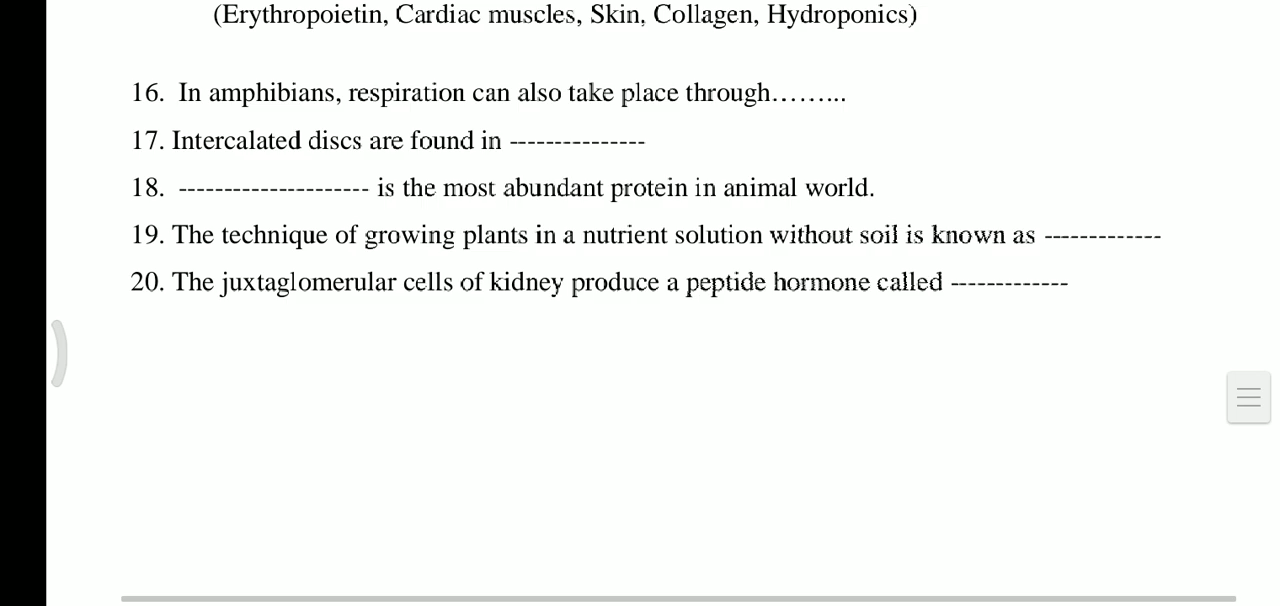 (Erythropoietin, Cardiac muscles, Skin, Collagen, Hydroponics)
16. In amphibians, respiration can also take place through.........
17. Intercalated discs are found in ---------------
18. --------------------- is the most abundant protein in animal world.
19. The technique of growing plants in a nutrient solution without soil is known as -------------
20. The juxtaglomerular cells of kidney produce a peptide hormone called -------------